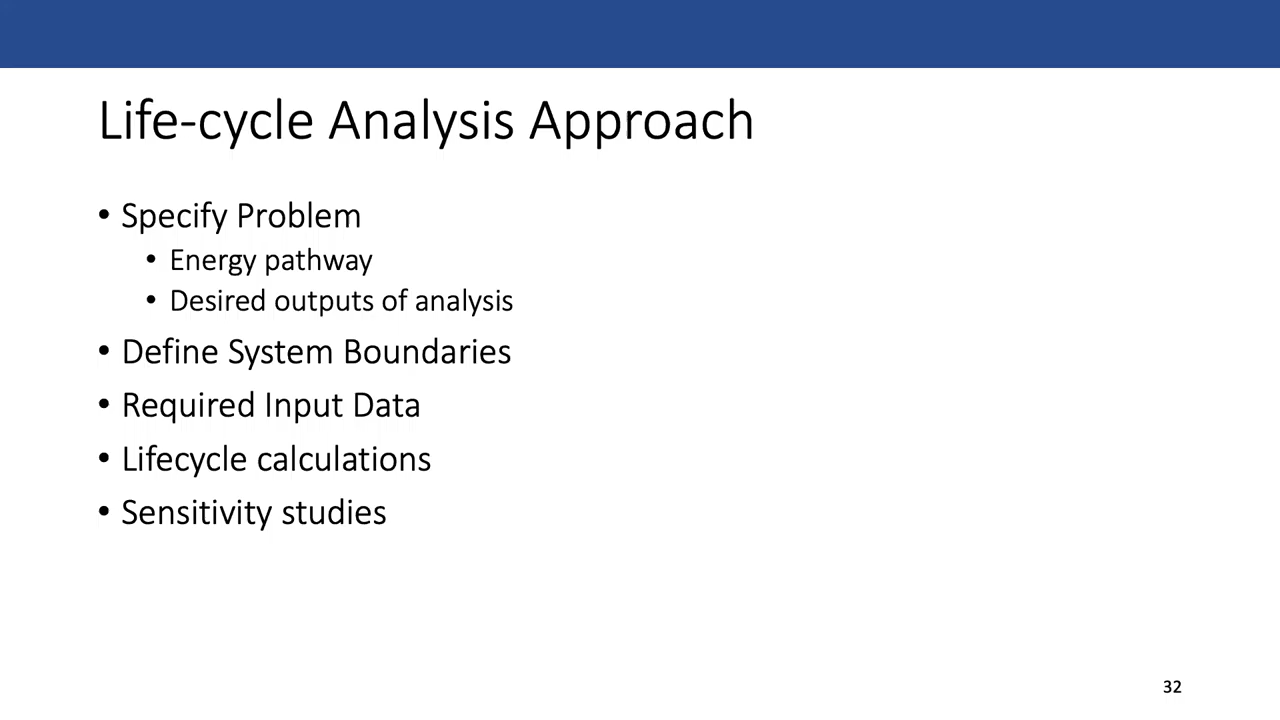 Life-cycle Analysis Approach
• Specify Problem
• Energy pathway
• Desired outputs of analysis
• Define System Boundaries
• Required Input Data
• Lifecycle calculations
• Sensitivity studies
32